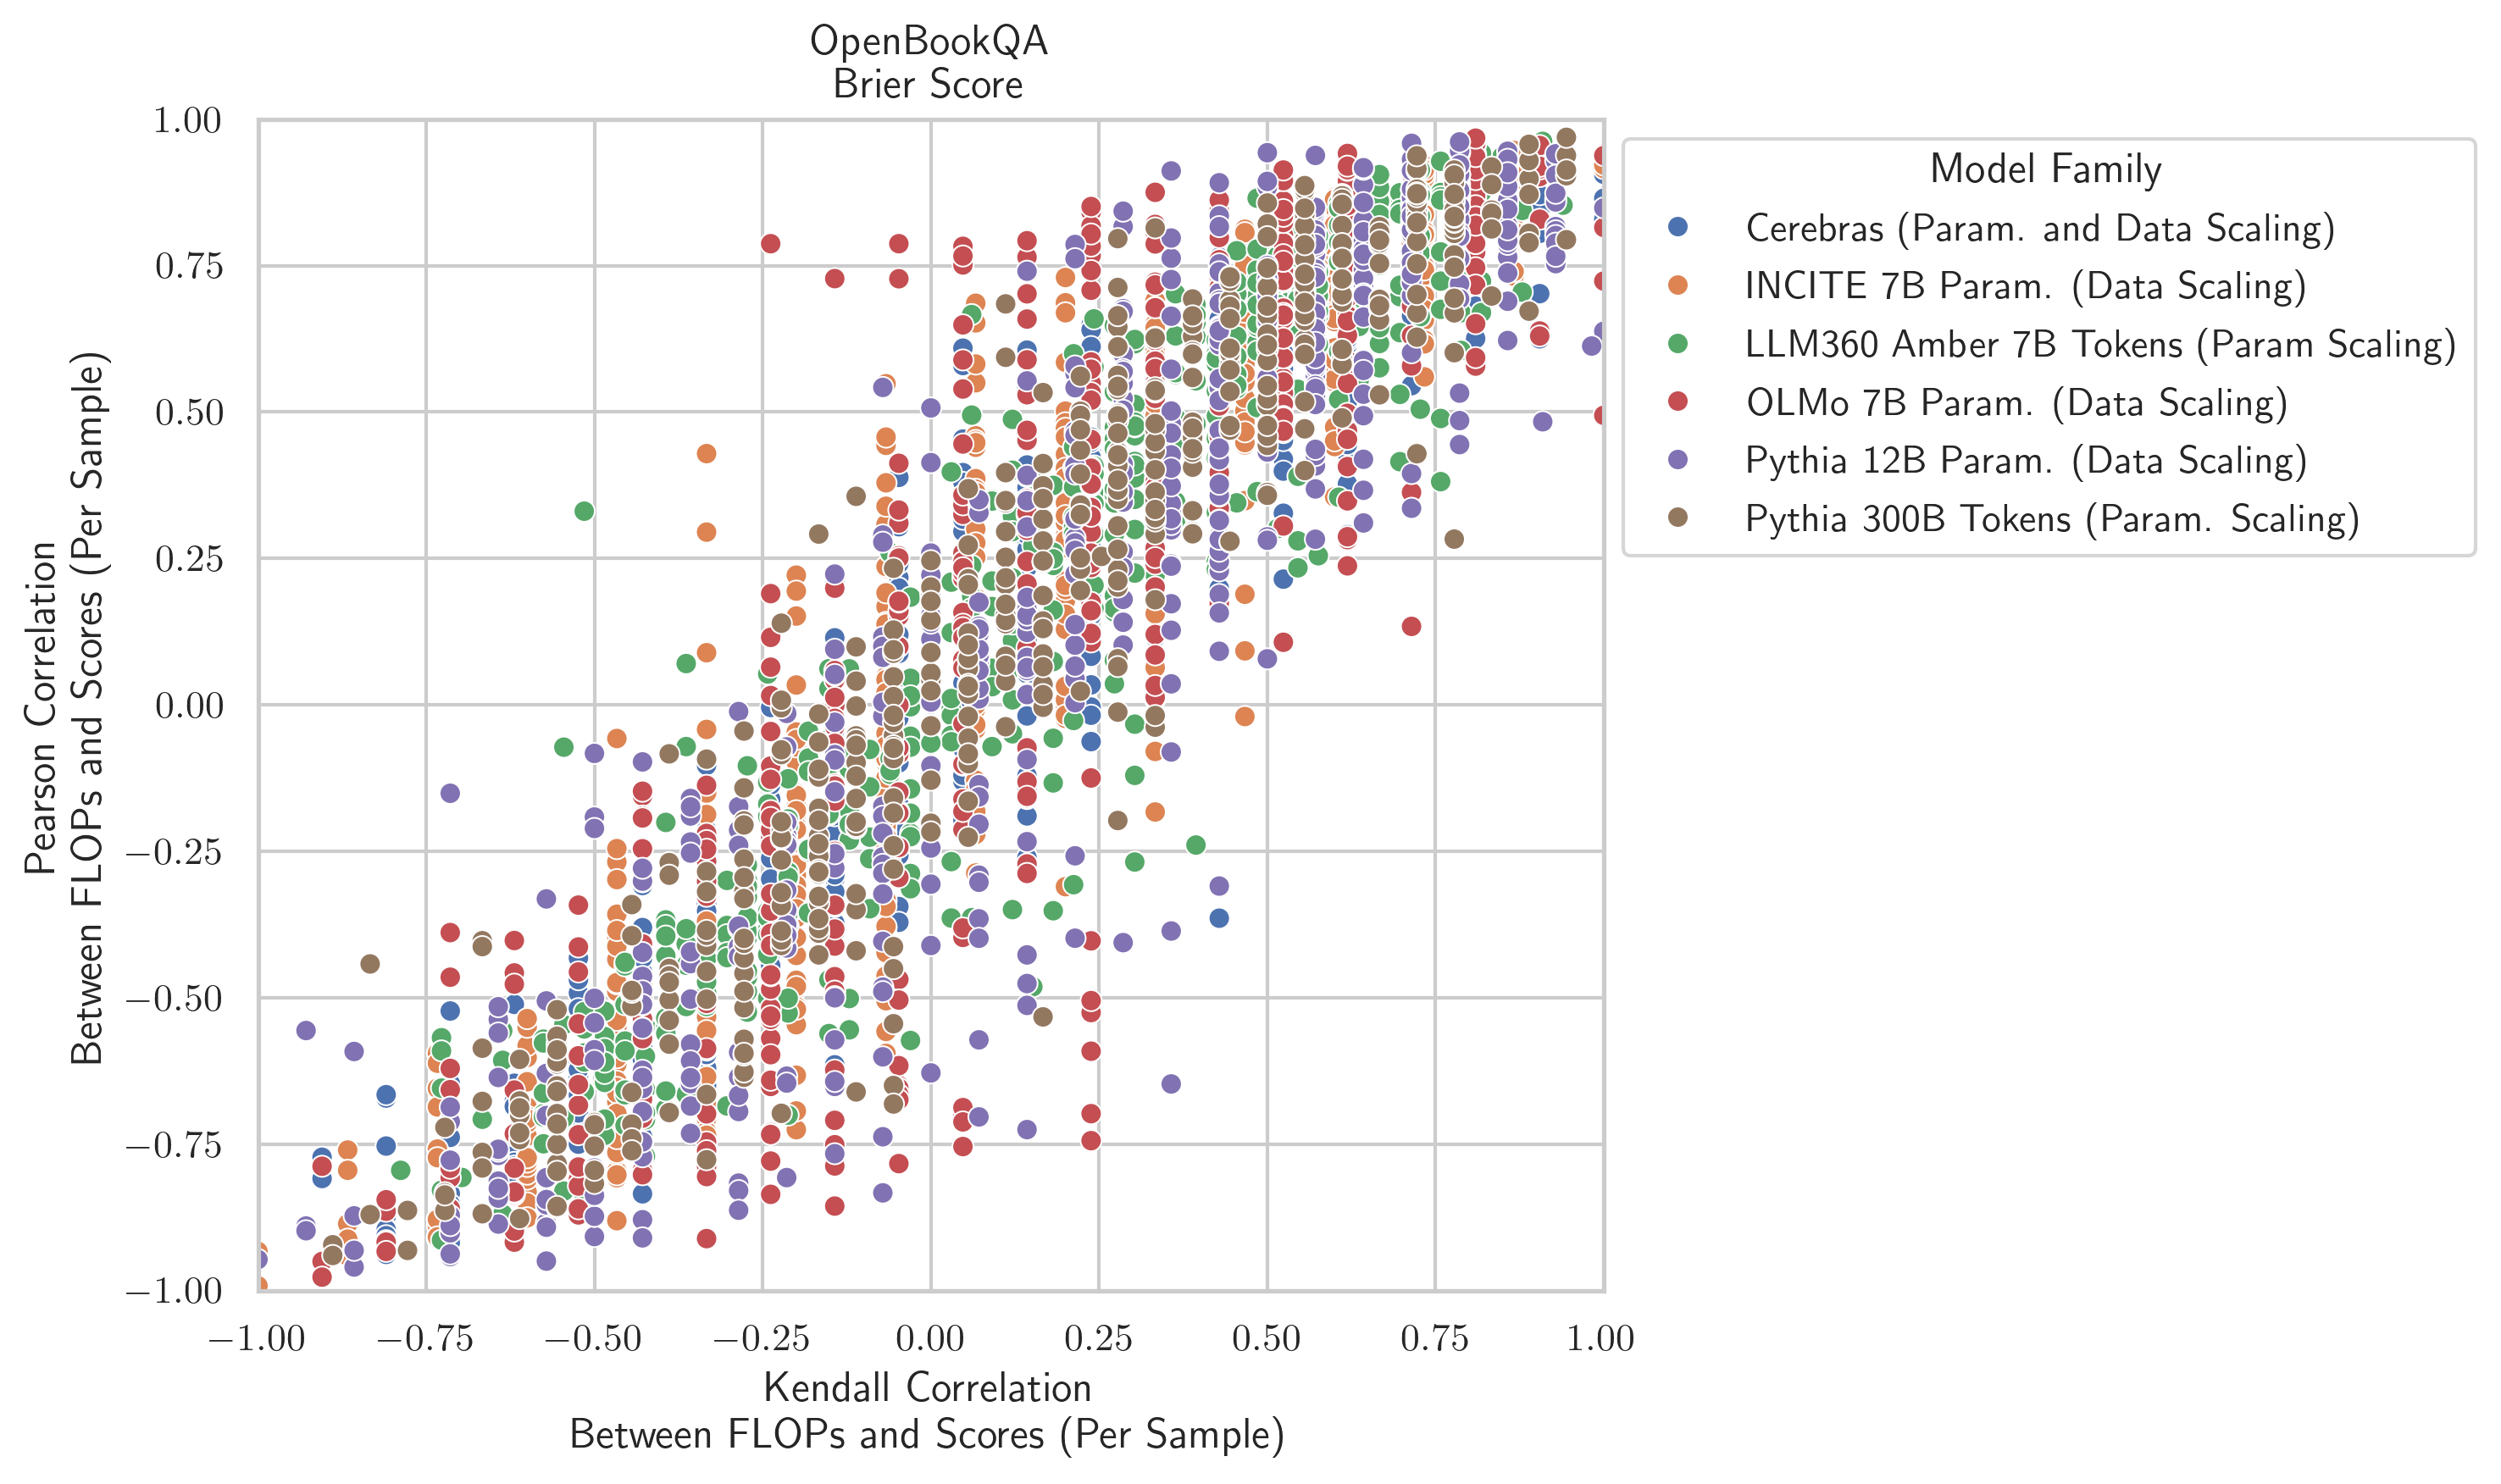 OpenBookQA
Brier Score
1.00
0.75
0.50
0.25
0.00
−0.25
−0.50
−0.75
−1.00
Pearson Correlation
Between FLOPs and Scores (Per Sample)
−1.00 −0.75 −0.50 −0.25 0.00 0.25 0.50 0.75 1.00
Kendall Correlation
Between FLOPs and Scores (Per Sample)
Model Family
Cerebras (Param. and Data Scaling)
INCITE 7B Param. (Data Scaling)
LLM360 Amber 7B Tokens (Param Scaling)
OLMo 7B Param. (Data Scaling)
Pythia 12B Param. (Data Scaling)
Pythia 300B Tokens (Param. Scaling)